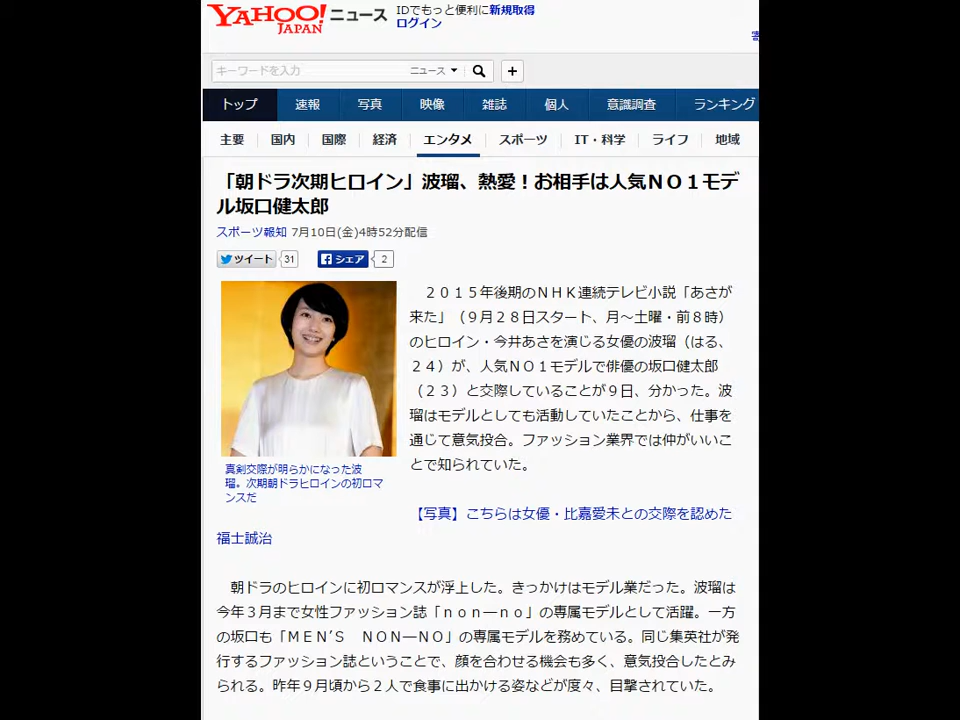 YAHOO! JAPAN ニュース
IDでもっと便利に新規取得
ログイン
キーワードを入力
ニュース
トップ 速報 写真 映像 雑誌 個人 意識調査 ランキング
主要 国内 国際 経済 エンタメ スポーツ IT・科学 ライフ 地域
「朝ドラ次期ヒロイン」波瑠、熱愛！お相手は人気ＮＯ１モデ
ル坂口健太郎
スポーツ報知 7月10日(金)4時52分配信
ツイート 31 シェア 2
２０１５年後期のＮＨＫ連続テレビ小説「あさが
来た」（９月２８日スタート、月～土曜・前８時）
のヒロイン・今井あさを演じる女優の波瑠（はる、
２４）が、人気ＮＯ１モデルで俳優の坂口健太郎
（２３）と交際していることが９日、分かった。波
瑠はモデルとしても活動していたことから、仕事を
通じて意気投合。ファッション業界では仲がいいこ
とで知られていた。
真剣交際が明らかになった波
瑠。次期朝ドラヒロインの初ロマ
ンスだ
【写真】こちらは女優・比嘉愛未との交際を認めた
福士誠治
朝ドラのヒロインに初ロマンスが浮上した。きっかけはモデル業だった。波瑠は
今年３月まで女性ファッション誌「ｎｏｎ―ｎｏ」の専属モデルとして活躍。一方
の坂口も「ＭＥＮ’Ｓ　ＮＯＮ―ＮＯ」の専属モデルを務めている。同じ集英社が発
行するファッション誌ということで、顔を合わせる機会も多く、意気投合したとみ
られる。昨年９月頃から２人で食事に出かける姿などが度々、目撃されていた。